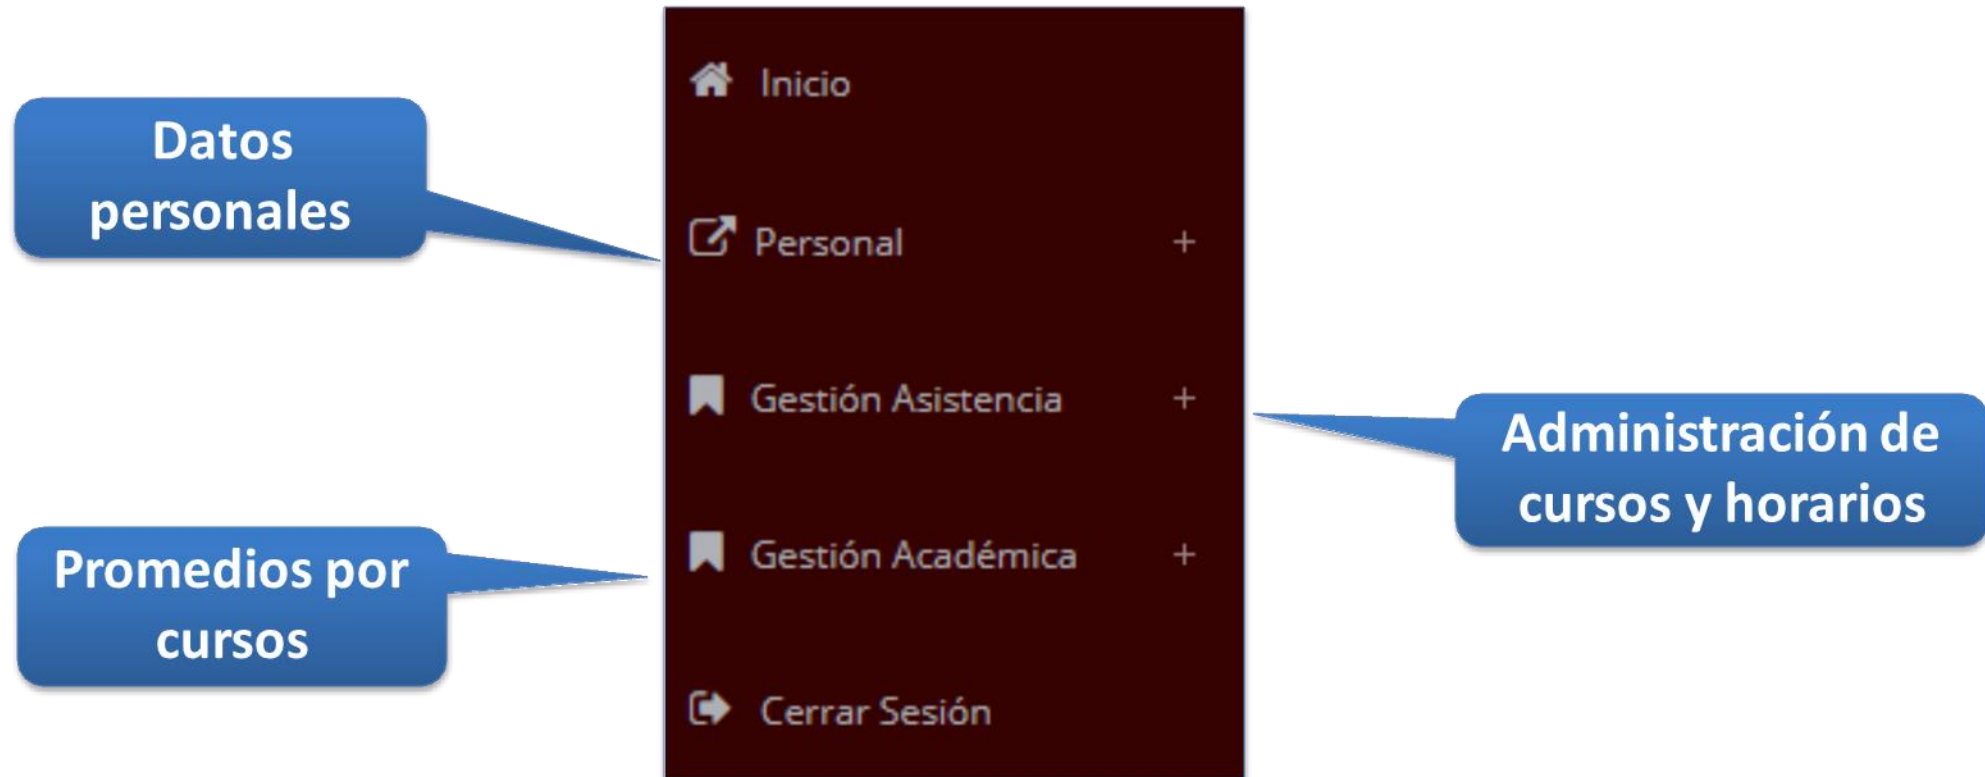 Inicio
Datos
personales
Personal +
Gestión Asistencia +
Administración de
cursos y horarios
Promedios por
cursos
Gestión Académica +
Cerrar Sesión